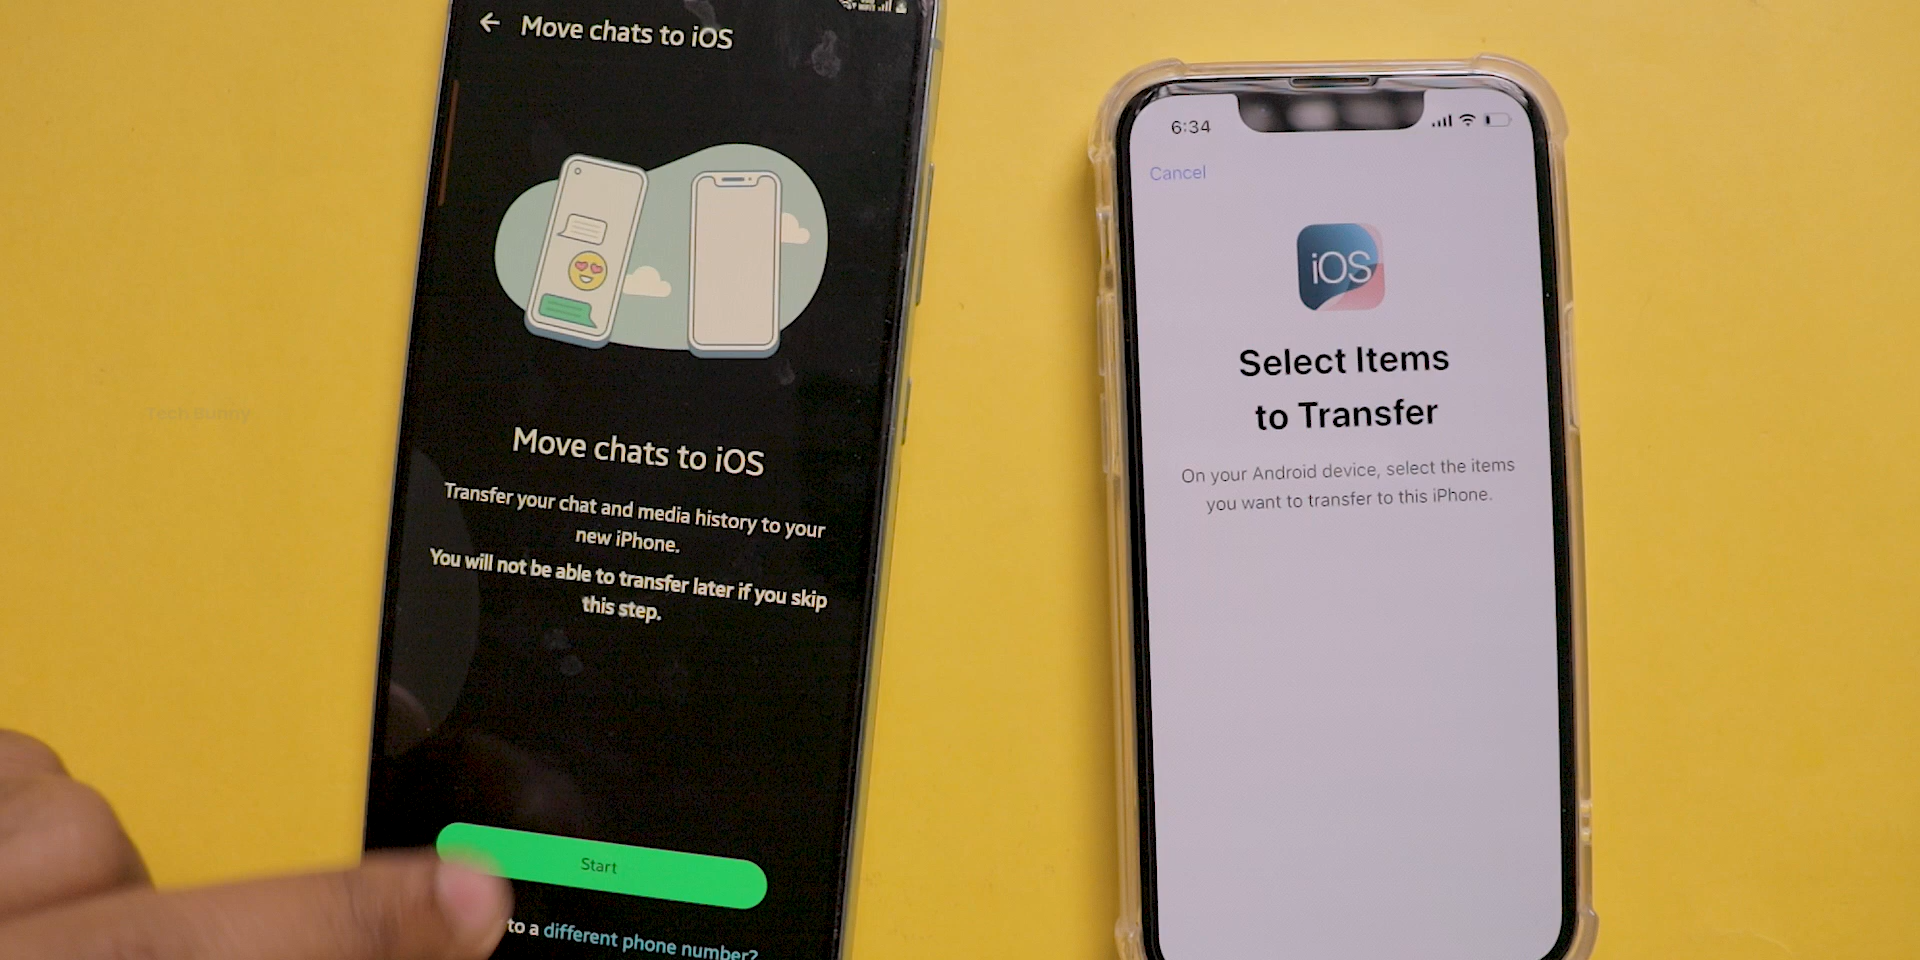 Move chats to iOS
Move chats to iOS
Transfer your chat and media history to your
new iPhone.
You will not be able to transfer later if you skip
this step.
Start
to a different phone number?
Tech Bunny
6:34
Cancel
iOS
Select Items
to Transfer
On your Android device, select the items
you want to transfer to this iPhone.